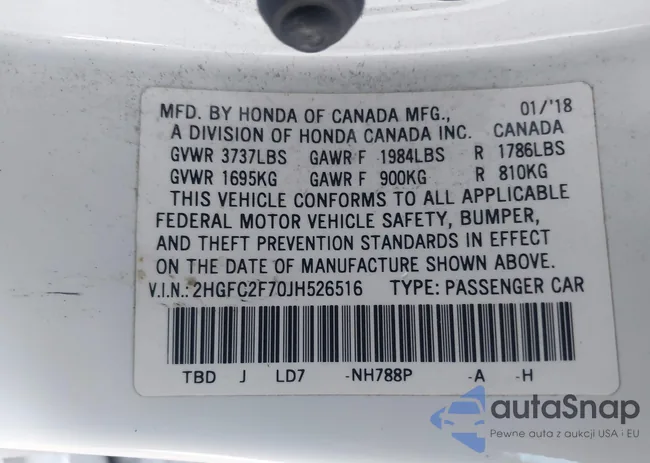 MFD. BY HONDA OF CANADA MFG., 01/'18
A DIVISION OF HONDA CANADA INC. CANADA
GVWR 3737LBS GAWR F 1984LBS R 1786LBS
GVWR 1695KG GAWR F 900KG R 810KG
THIS VEHICLE CONFORMS TO ALL APPLICABLE
FEDERAL MOTOR VEHICLE SAFETY, BUMPER,
AND THEFT PREVENTION STANDARDS IN EFFECT
ON THE DATE OF MANUFACTURE SHOWN ABOVE.
V.I.N.: 2HGFC2F70JH526516 TYPE: PASSENGER CAR
TBD J LD7 -NH788P -A -H
autaSnap
Pewne auta z aukcji USA i EU